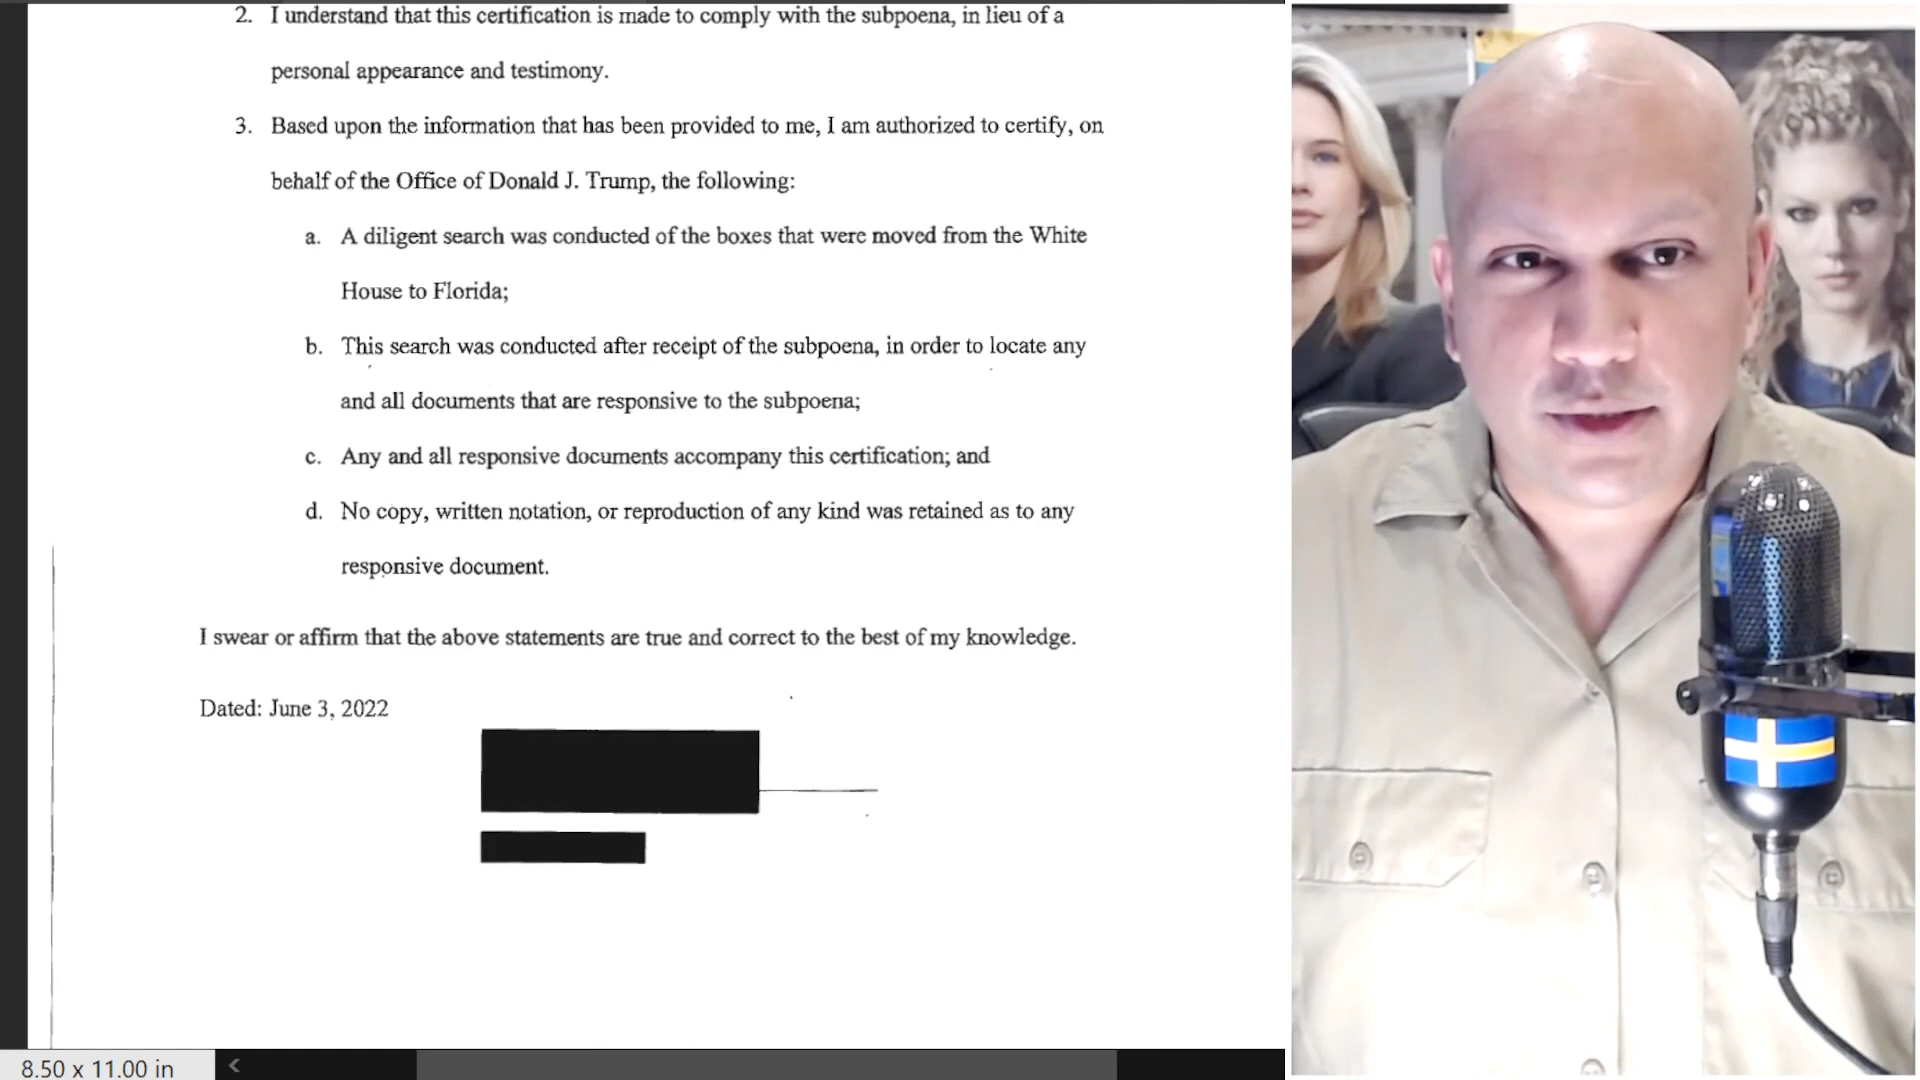 2. I understand that this certification is made to comply with the subpoena, in lieu of a
personal appearance and testimony.
3. Based upon the information that has been provided to me, I am authorized to certify, on
behalf of the Office of Donald J. Trump, the following:
a. A diligent search was conducted of the boxes that were moved from the White
House to Florida;
b. This search was conducted after receipt of the subpoena, in order to locate any
and all documents that are responsive to the subpoena;
c. Any and all responsive documents accompany this certification; and
d. No copy, written notation, or reproduction of any kind was retained as to any
responsive document.
I swear or affirm that the above statements are true and correct to the best of my knowledge.
Dated: June 3, 2022
8.50 x 11.00 in